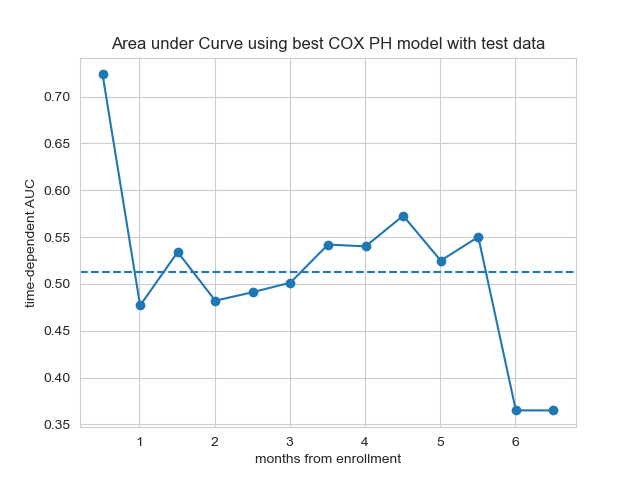 Area under Curve using best COX PH model with test data
time-dependent AUC
0.70
0.65
0.60
0.55
0.50
0.45
0.40
0.35
1 2 3 4 5 6
months from enrollment